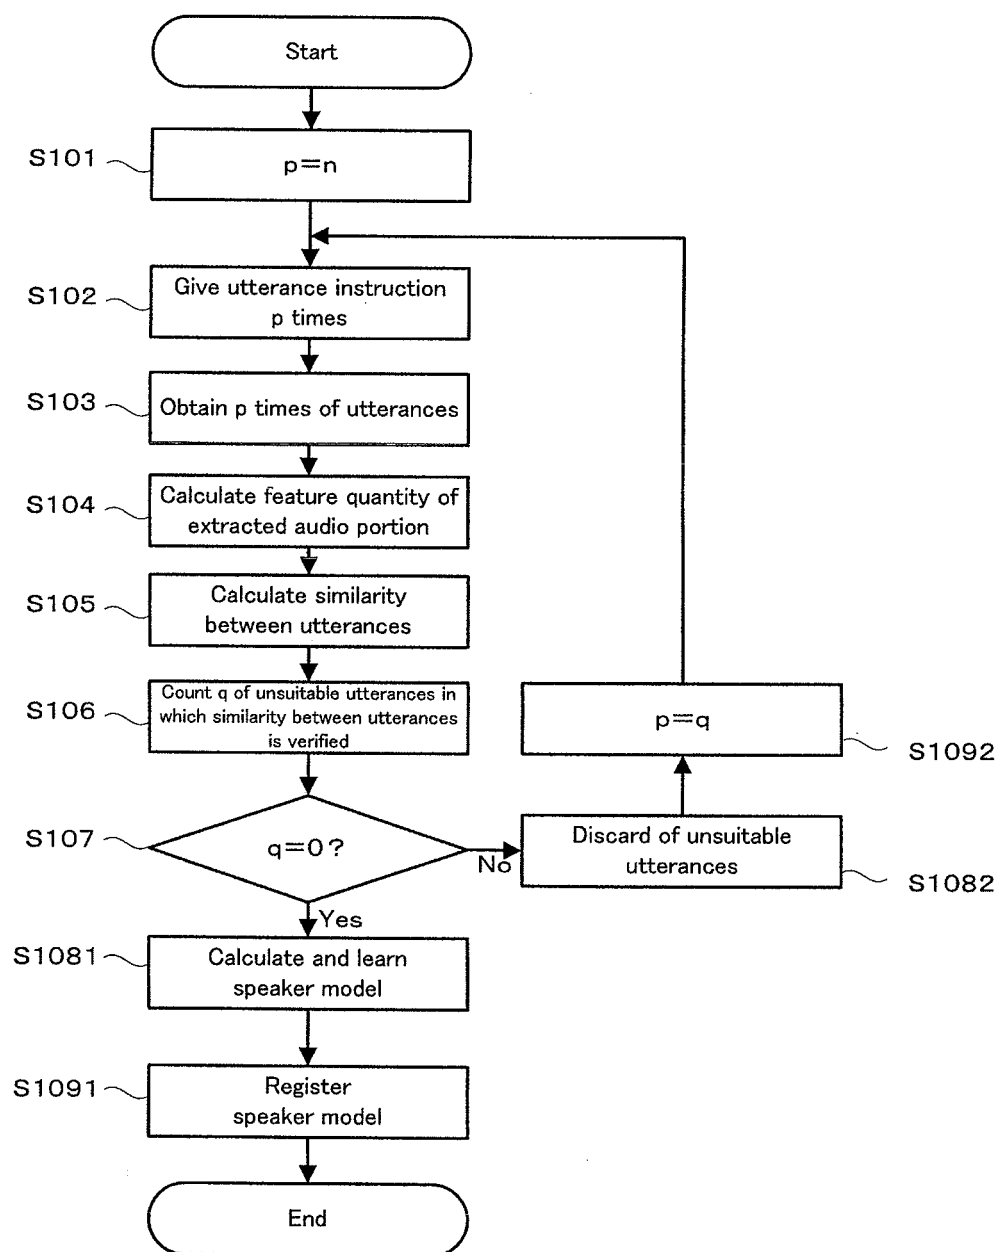 Start
S101
p=n
S102
Give utterance instruction
p times
S103
Obtain p times of utterances
S104
Calculate feature quantity of
extracted audio portion
S105
Calculate similarity
between utterances
S106
Count q of unsuitable utterances in
which similarity between utterances
is verified
p=q
S1092
S107
q=0?
No
Discard of unsuitable
utterances
S1082
Yes
S1081
Calculate and learn
speaker model
S1091
Register
speaker model
End